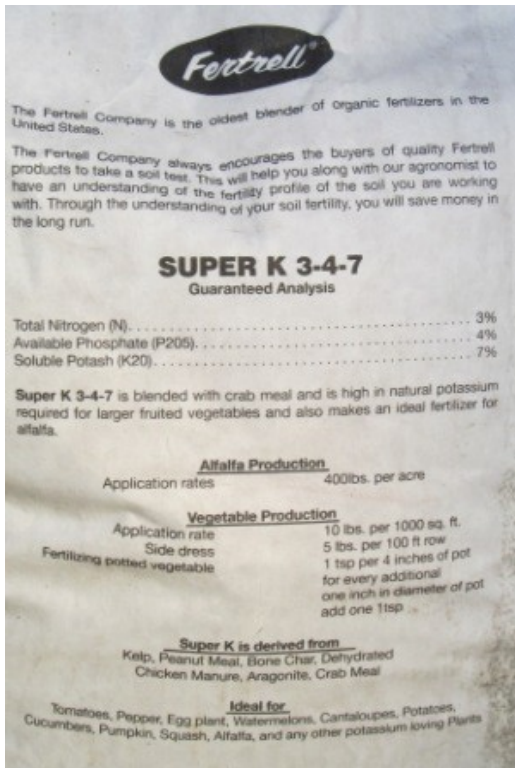 Fertrell®
The Fertrell Company is the oldest blender of organic fertilizers in the
United States.
The Fertrell Company always encourages the buyers of quality Fertrell
products to take a soil test. This will help you along with our agronomist to
have an understanding of the fertility profile of the soil you are working
with. Through the understanding of your soil fertility, you will save money in
the long run.
SUPER K 3-4-7
Guaranteed Analysis
Total Nitrogen (N). . . . . . . . . . . . . . . . . . . . . . . . . . . . . . . . . . . . . . . . 3%
Available Phosphate (P205). . . . . . . . . . . . . . . . . . . . . . . . . . . . . . . . 4%
Soluble Potash (K20). . . . . . . . . . . . . . . . . . . . . . . . . . . . . . . . . . . . . 7%
Super K 3-4-7 is blended with crab meal and is high in natural potassium
required for larger fruited vegetables and also makes an ideal fertilizer for
alfalfa.
Alfalfa Production
Application rates 400lbs. per acre
Vegetable Production
Application rate 10 lbs. per 1000 sq. ft.
Side dress 5 lbs. per 100 ft row
Fertilizing potted vegetable 1 tsp per 4 inches of pot
for every additional
one inch in diameter of pot
add one 1tsp
Super K is derived from
Kelp, Peanut Meal, Bone Char, Dehydrated
Chicken Manure, Aragonite, Crab Meal
Ideal for
Tomatoes, Pepper, Egg plant, Watermelons, Cantaloupes, Potatoes,
Cucumbers, Pumpkin, Squash, Alfalfa, and any other potassium loving Plants